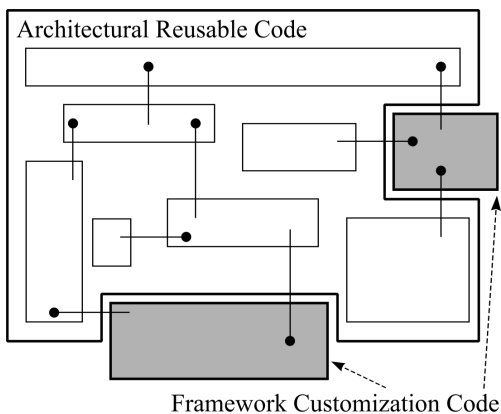 Architectural Reusable Code
Framework Customization Code